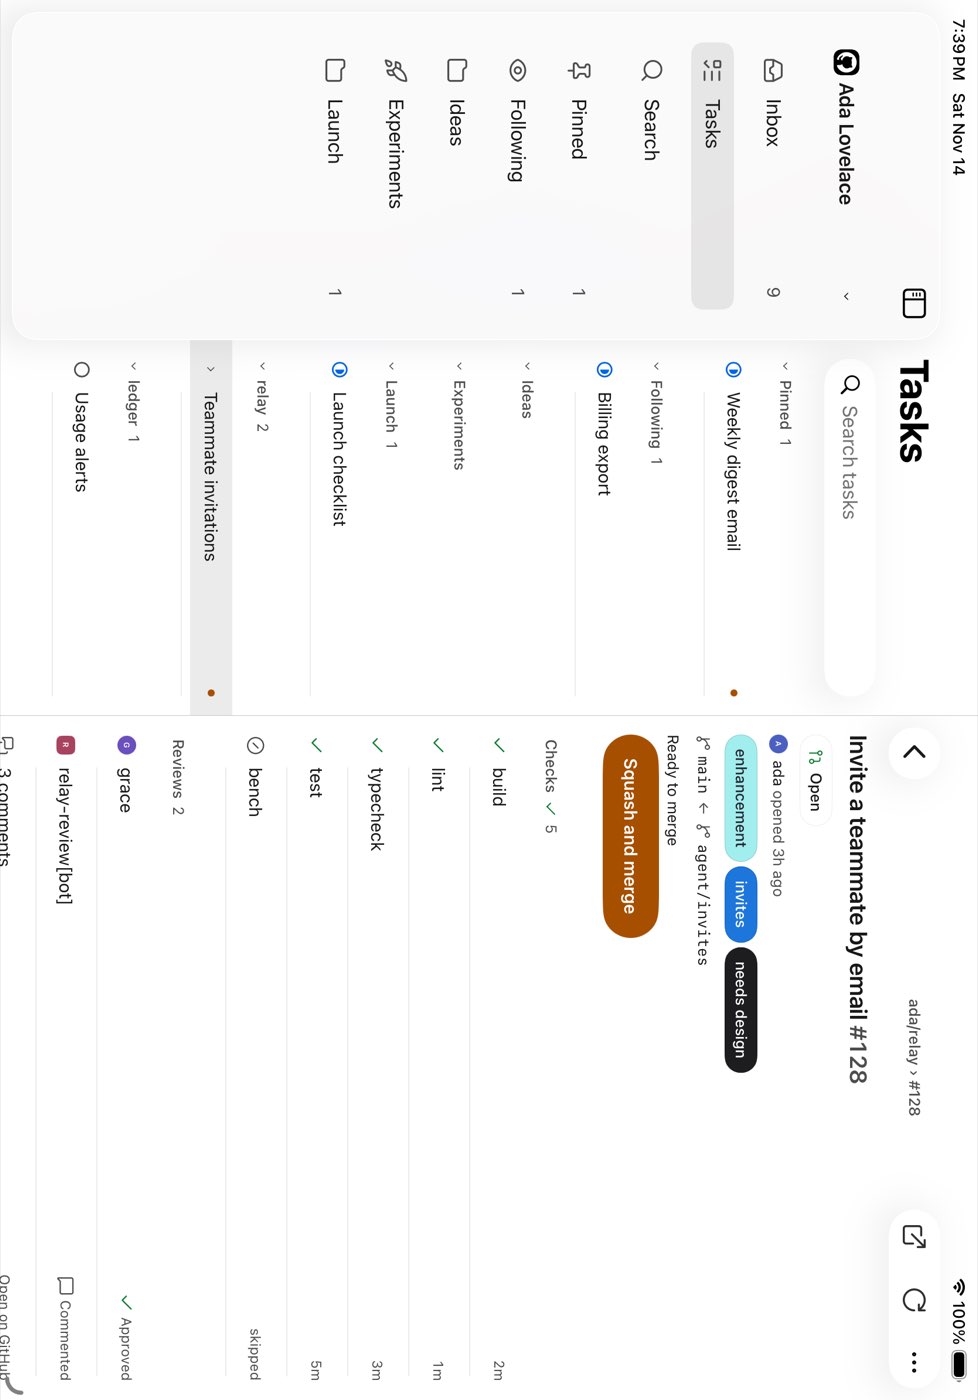 7:39 PM Sat Nov 14
100%
Ada Lovelace
Inbox 9
Tasks
Search
Pinned 1
Following 1
Ideas
Experiments
Launch 1
Tasks
Search tasks
Pinned 1
Weekly digest email
Following 1
Billing export
Ideas
Experiments
Launch 1
Launch checklist
relay 2
Teammate invitations
ledger 1
Usage alerts
ada/relay › #128
Invite a teammate by email #128
Open
A ada opened 3h ago
enhancement invites needs design
main ← agent/invites
Ready to merge
Squash and merge
Checks 5
build 2m
lint 1m
typecheck 3m
test 5m
bench skipped
Reviews 2
G grace Approved
R relay-review[bot] Commented
3 comments Open on GitHub